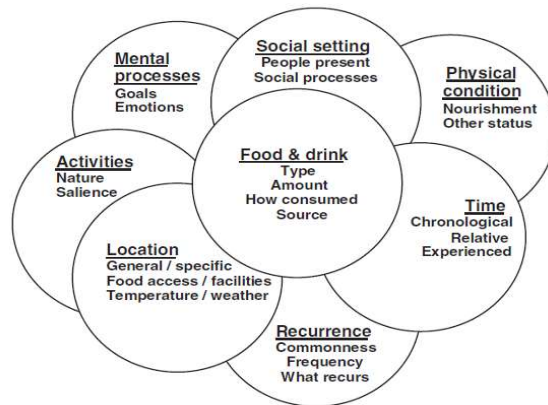 Mental
processes
Goals
Emotions
Social setting
People present
Social processes
Physical
condition
Nourishment
Other status
Activities
Nature
Salience
Food & drink
Type
Amount
How consumed
Source
Time
Chronological
Relative
Experienced
Location
General / specific
Food access / facilities
Temperature / weather
Recurrence
Commonness
Frequency
What recurs